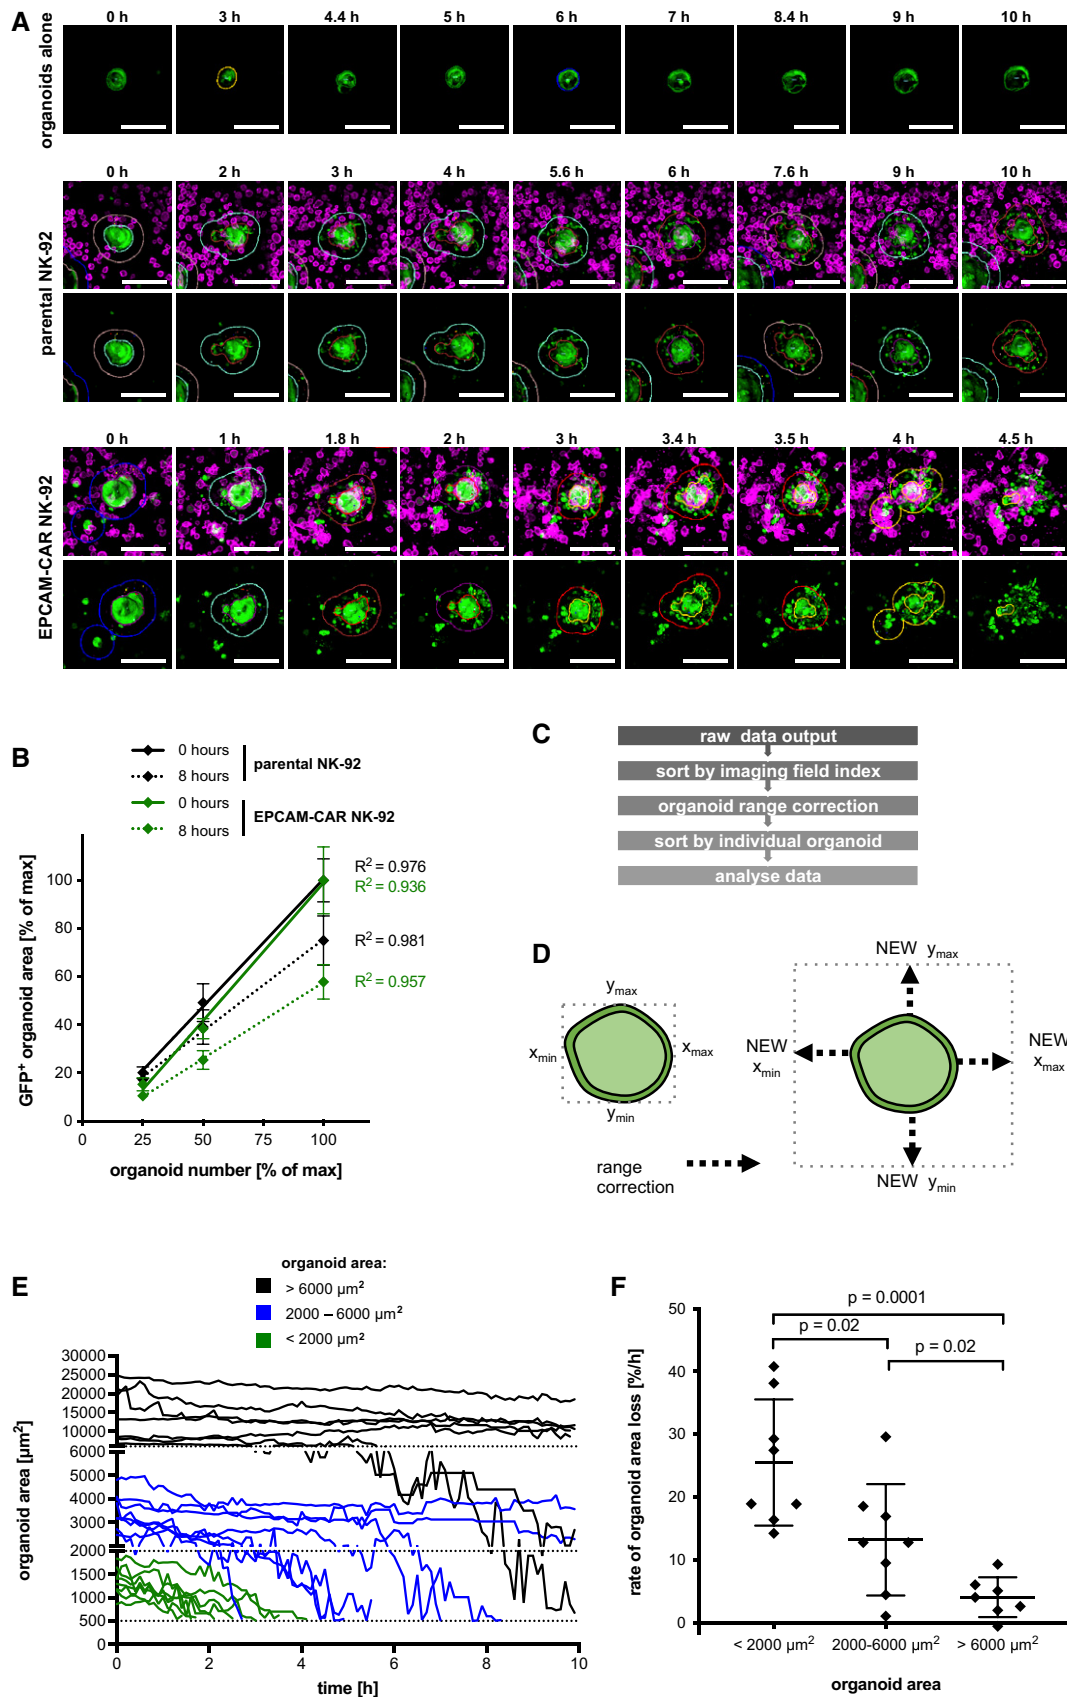 A
organoids alone
0 h 3 h 4.4 h 5 h 6 h 7 h 8.4 h 9 h 10 h
parental NK-92
0 h 2 h 3 h 4 h 5.6 h 6 h 7.6 h 9 h 10 h
EPCAM-CAR NK-92
0 h 1 h 1.8 h 2 h 3 h 3.4 h 3.5 h 4 h 4.5 h
B
0 hours
8 hours
parental NK-92
0 hours
8 hours
EPCAM-CAR NK-92
GFP⁺ organoid area [% of max]
100
80
60
40
20
0
R² = 0.976
R² = 0.936
R² = 0.981
R² = 0.957
0 25 50 75 100
organoid number [% of max]
C
raw data output
sort by imaging field index
organoid range correction
sort by individual organoid
analyse data
D
y max
x min
x max
y min
range
correction
NEW y max
NEW
x min
NEW
x max
NEW y min
E
organoid area:
> 6000 µm²
2000 – 6000 µm²
< 2000 µm²
organoid area [µm²]
30000
25000
20000
15000
10000
6000
5000
4000
3000
2000
1500
1000
500
0
0 2 4 6 8 10
time [h]
F
p = 0.0001
p = 0.02
p = 0.02
rate of organoid area loss [%/h]
50
40
30
20
10
0
< 2000 µm² 2000-6000 µm² > 6000 µm²
organoid area